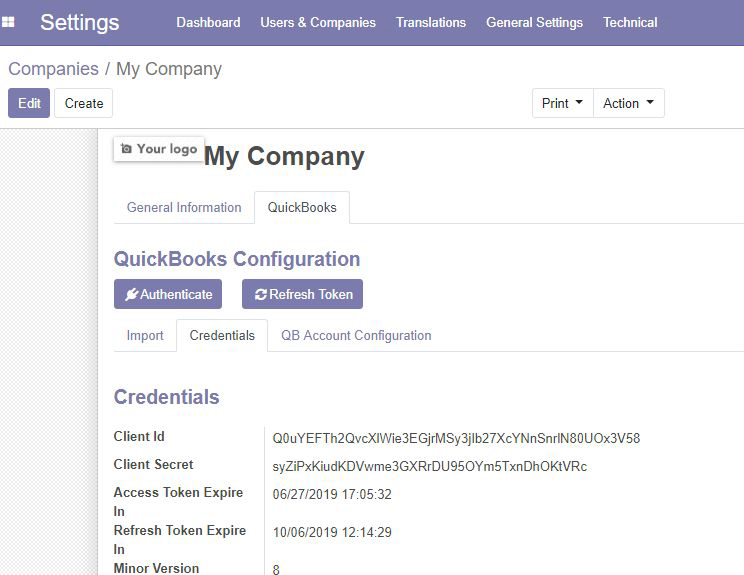 Settings Dashboard Users & Companies Translations General Settings Technical
Companies / My Company
Edit Create Print Action
Your logo My Company
General Information QuickBooks
QuickBooks Configuration
Authenticate Refresh Token
Import Credentials QB Account Configuration
Credentials
Client Id Q0uYEFTh2QvcXlWie3EGjrMSy3jlb27XcYNnSnrlN80UOx3V58
Client Secret syZiPxKiudKDVwme3GXRrDU95OYm5TxnDhOKtVRc
Access Token Expire 06/27/2019 17:05:32
In
Refresh Token Expire 10/06/2019 12:14:29
In
Minor Version 8